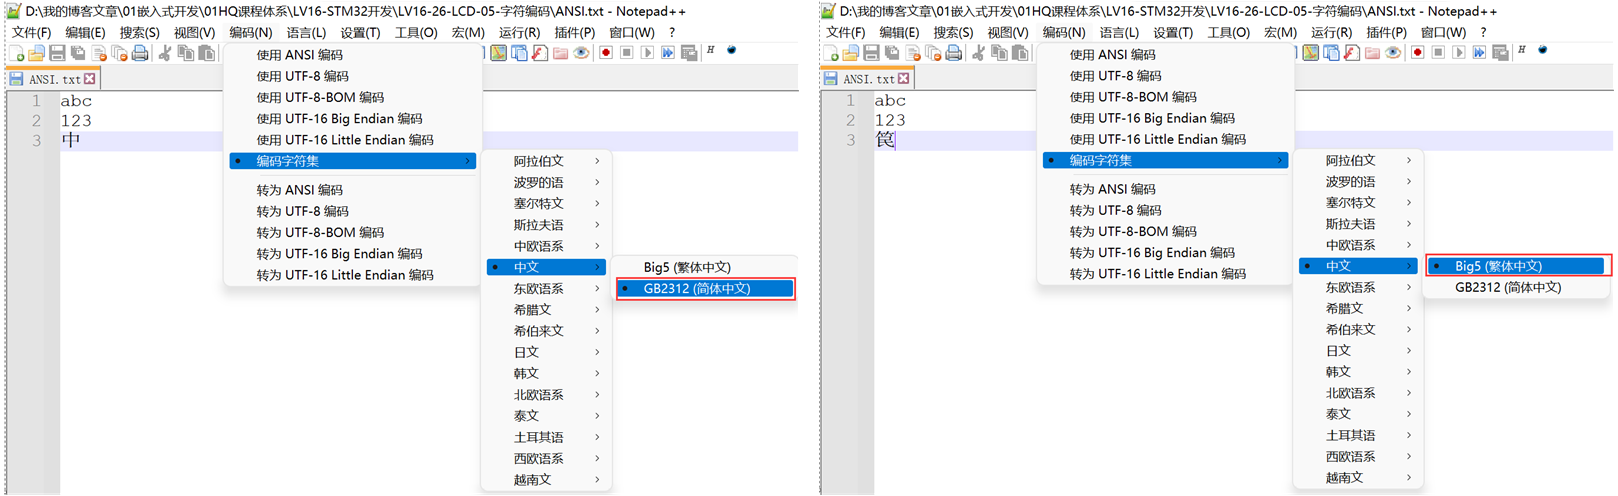 D:\我的博客文章\01嵌入式开发\01HQ课程体系\LV16-STM32开发\LV16-26-LCD-05-字符编码\ANSI.txt - Notepad++
文件(F) 编辑(E) 搜索(S) 视图(V) 编码(N) 语言(L) 设置(T) 工具(O) 宏(M) 运行(R) 插件(P) 窗口(W) ?
ANSI.txt
1 abc
2 123
3 中
使用 ANSI 编码
使用 UTF-8 编码
使用 UTF-8-BOM 编码
使用 UTF-16 Big Endian 编码
使用 UTF-16 Little Endian 编码
编码字符集
转为 ANSI 编码
转为 UTF-8 编码
转为 UTF-8-BOM 编码
转为 UTF-16 Big Endian 编码
转为 UTF-16 Little Endian 编码
阿拉伯文
波罗的语
塞尔特文
斯拉夫语
中欧语系
中文
东欧语系
希腊文
希伯来文
日文
韩文
北欧语系
泰文
土耳其语
西欧语系
越南文
Big5 (繁体中文)
GB2312 (简体中文)
D:\我的博客文章\01嵌入式开发\01HQ课程体系\LV16-STM32开发\LV16-26-LCD-05-字符编码\ANSI.txt - Notepad++
文件(F) 编辑(E) 搜索(S) 视图(V) 编码(N) 语言(L) 设置(T) 工具(O) 宏(M) 运行(R) 插件(P) 窗口(W) ?
ANSI.txt
1 abc
2 123
3 笢
使用 ANSI 编码
使用 UTF-8 编码
使用 UTF-8-BOM 编码
使用 UTF-16 Big Endian 编码
使用 UTF-16 Little Endian 编码
编码字符集
转为 ANSI 编码
转为 UTF-8 编码
转为 UTF-8-BOM 编码
转为 UTF-16 Big Endian 编码
转为 UTF-16 Little Endian 编码
阿拉伯文
波罗的语
塞尔特文
斯拉夫语
中欧语系
中文
东欧语系
希腊文
希伯来文
日文
韩文
北欧语系
泰文
土耳其语
西欧语系
越南文
Big5 (繁体中文)
GB2312 (简体中文)